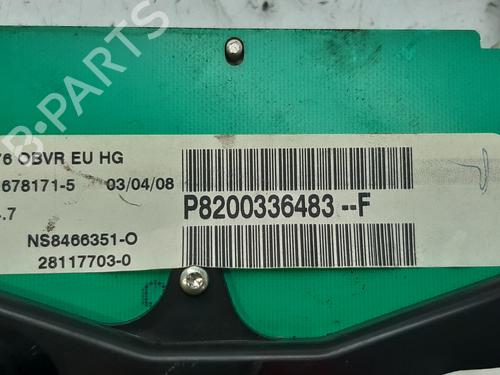 B-PARTS
76 OBVR EU HG
678171-5 03/04/08
.7
NS8466351-O
28117703-0
P8200336483--F